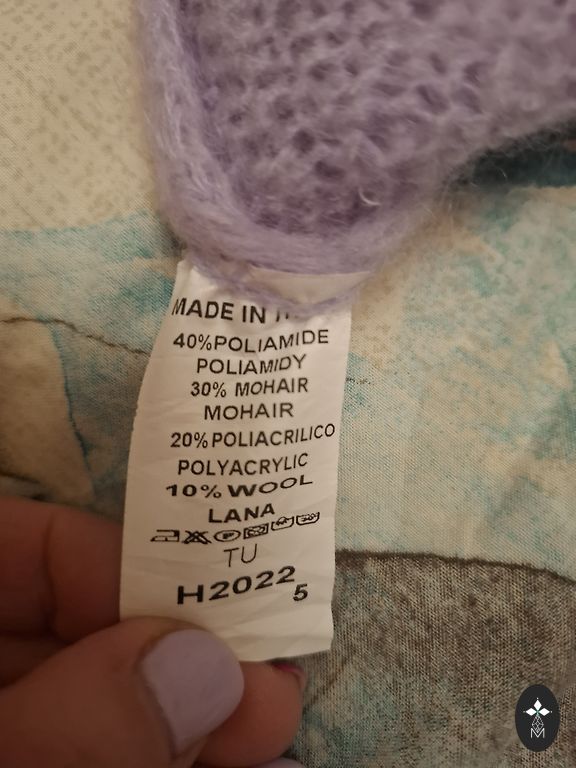 MADE IN
40%POLIAMIDE
POLIAMIDY
30% MOHAIR
MOHAIR
20%POLIACRILICO
POLYACRYLIC
10%WOOL
LANA
TU
H2022
5
M